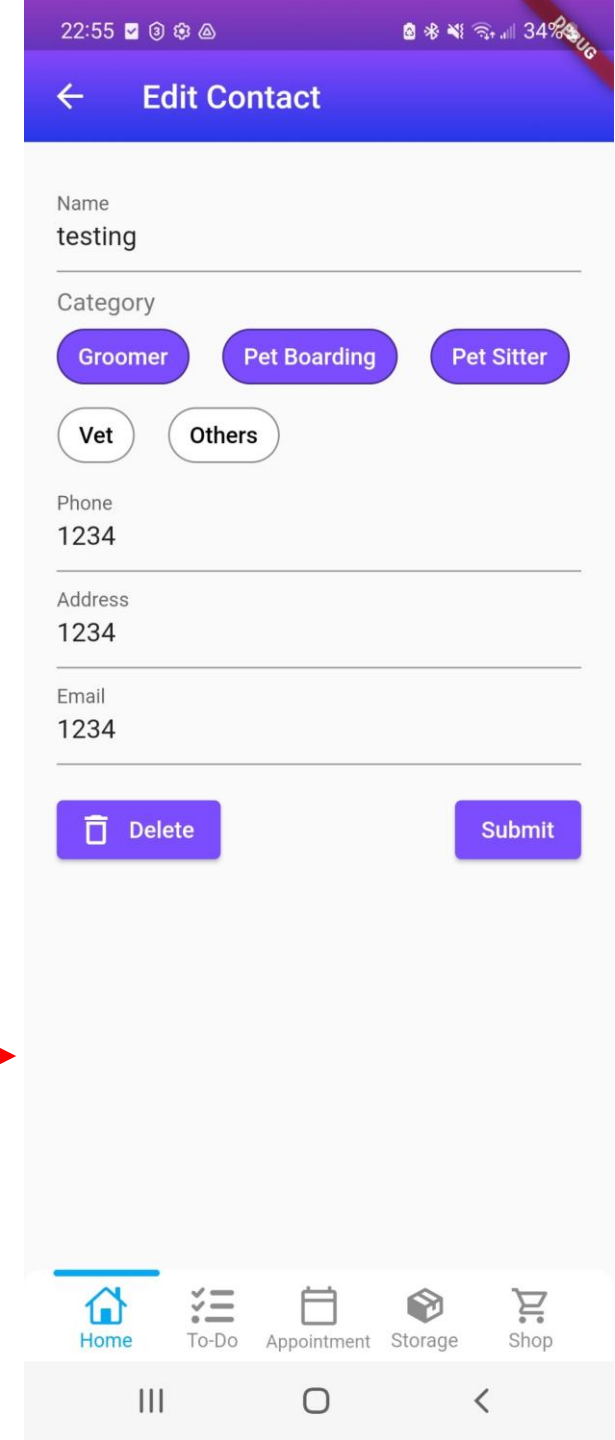 22:55 3 34%
DEBUG
Edit Contact
Name
testing
Category
Groomer Pet Boarding Pet Sitter
Vet Others
Phone
1234
Address
1234
Email
1234
Delete Submit
Home To-Do Appointment Storage Shop